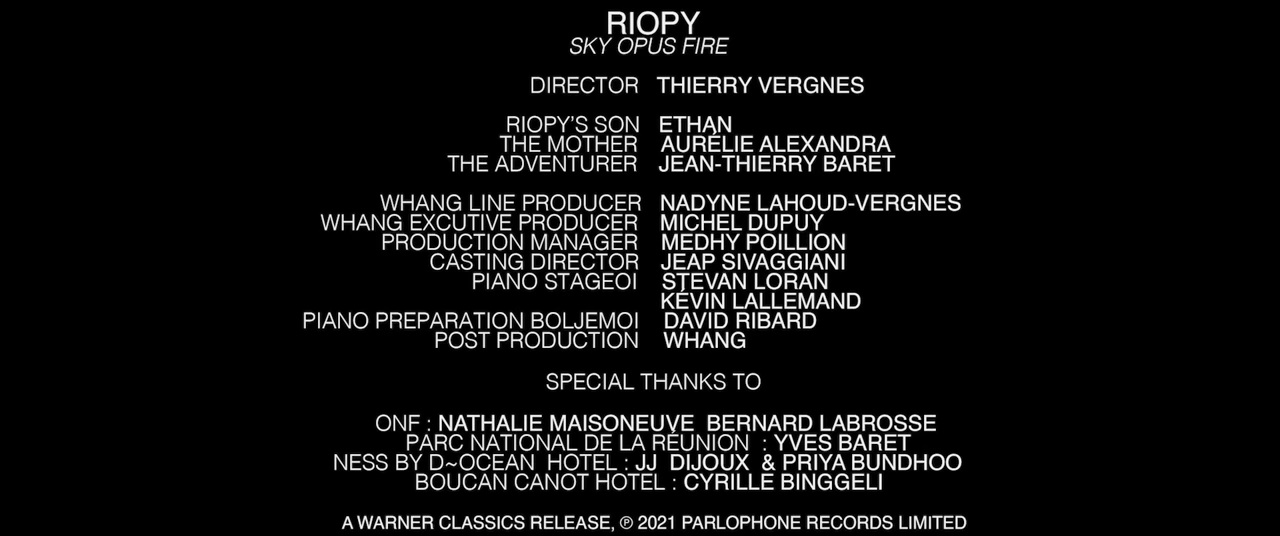 RIOPY
SKY OPUS FIRE
DIRECTOR THIERRY VERGNES
RIOPY'S SON ETHAN
THE MOTHER AURÉLIE ALEXANDRA
THE ADVENTURER JEAN-THIERRY BARET
WHANG LINE PRODUCER NADYNE LAHOUD-VERGNES
WHANG EXCUTIVE PRODUCER MICHEL DUPUY
PRODUCTION MANAGER MEDHY POILLION
CASTING DIRECTOR JEAP SIVAGGIANI
PIANO STAGEOI STEVAN LORAN
KÉVIN LALLEMAND
PIANO PREPARATION BOLJEMOI DAVID RIBARD
POST PRODUCTION WHANG
SPECIAL THANKS TO
ONF : NATHALIE MAISONEUVE BERNARD LABROSSE
PARC NATIONAL DE LA RÉUNION : YVES BARET
NESS BY D~OCEAN HOTEL : JJ DIJOUX & PRIYA BUNDHOO
BOUCAN CANOT HOTEL : CYRILLE BINGGELI
A WARNER CLASSICS RELEASE, ℗ 2021 PARLOPHONE RECORDS LIMITED